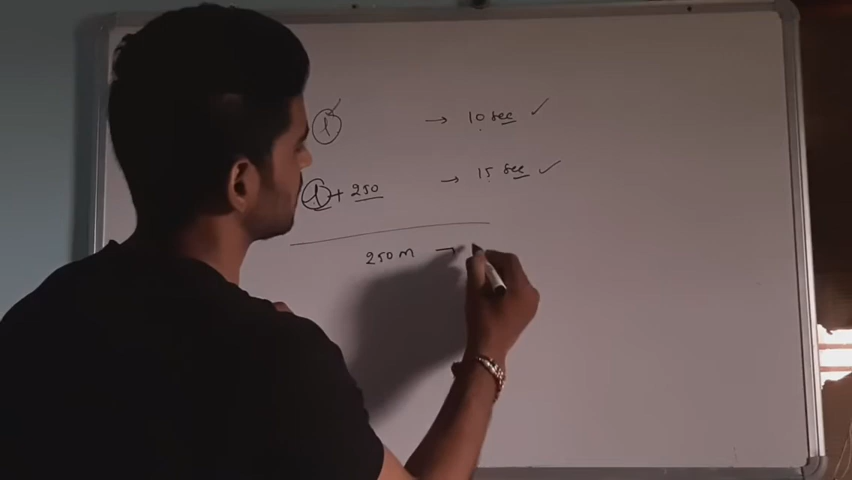 l → 10 sec ✓
l + 250 → 15 sec ✓
250 m →